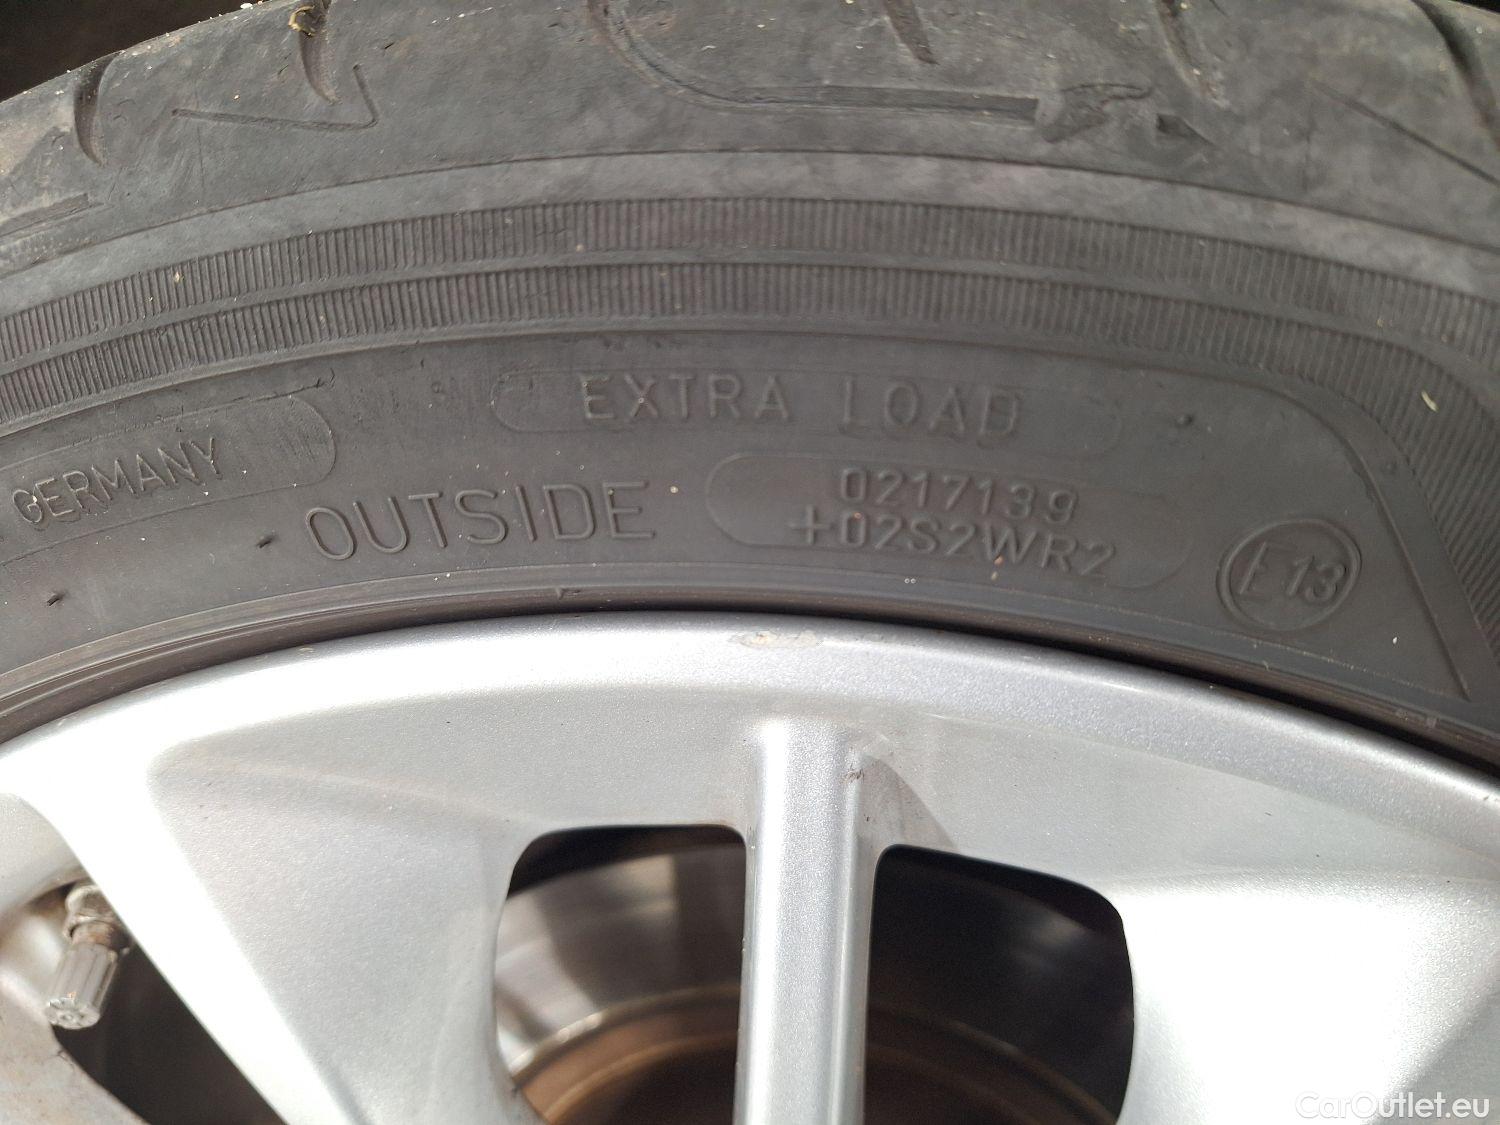 EXTRA LOAD
GERMANY
OUTSIDE
0217139
+02S2WR2
E13
CarOutlet.eu